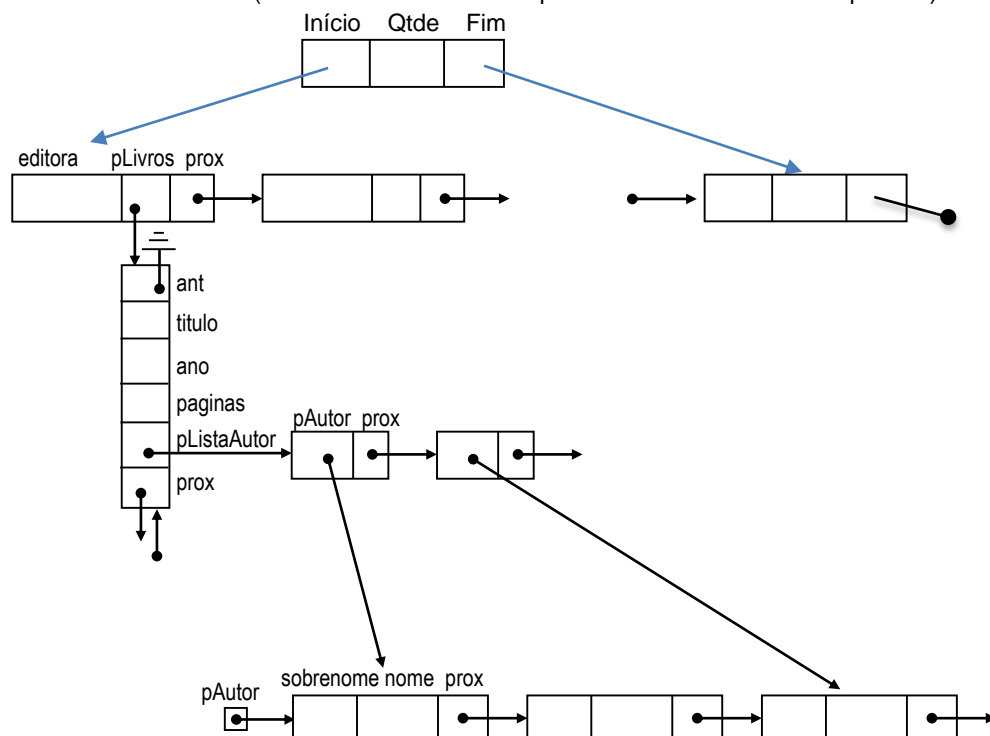 Início Qtde Fim
editora pLivros prox
ant
titulo
ano
paginas
pListaAutor
prox
pAutor prox
sobrenome nome prox
pAutor